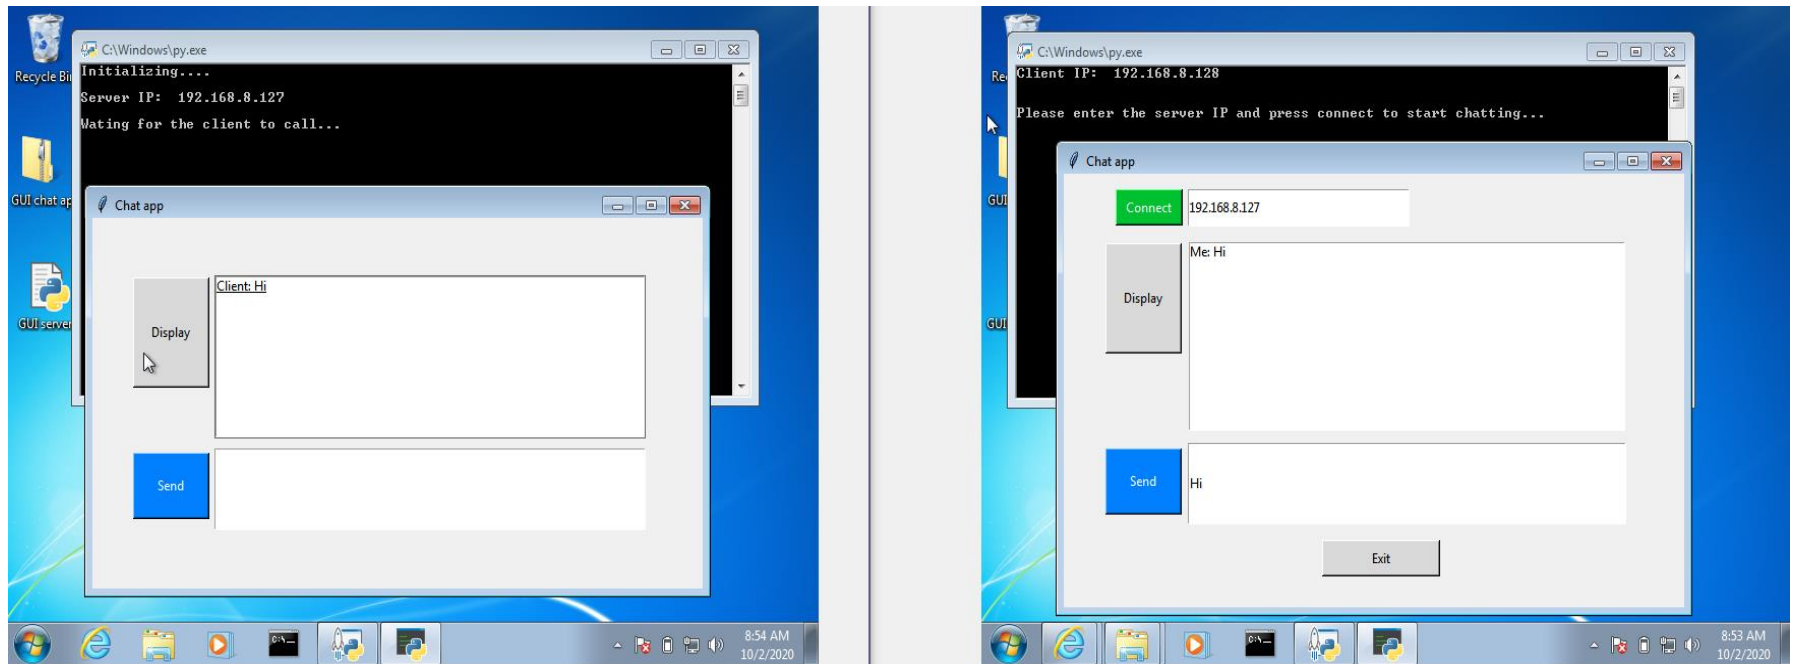 Recycle Bi
C:\Windows\py.exe
Initializing....
Server IP:  192.168.8.127
Wating for the client to call...
GUI chat ap
Chat app
Client: Hi
Display
GUI server
Send
C:\_
8:54 AM
10/2/2020
C:\Windows\py.exe
Re
Client IP:  192.168.8.128
Please enter the server IP and press connect to start chatting...
Chat app
GUI
Connect
192.168.8.127
Me: Hi
Display
GUI
Send
Hi
Exit
C:\_
8:53 AM
10/2/2020